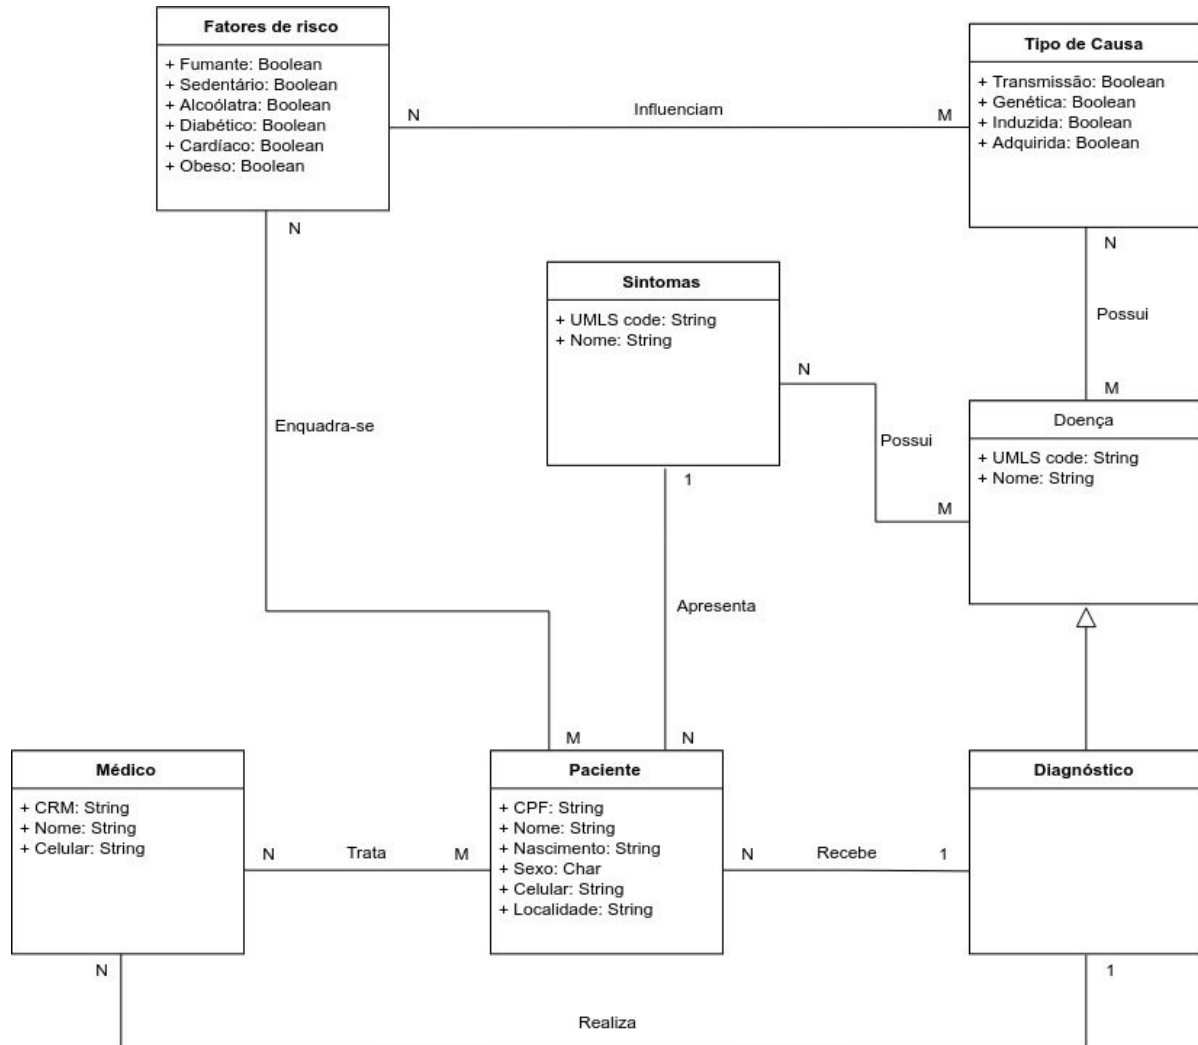 Fatores de risco
+ Fumante: Boolean
+ Sedentário: Boolean
+ Alcoólatra: Boolean
+ Diabético: Boolean
+ Cardíaco: Boolean
+ Obeso: Boolean
N
Influenciam
M
Tipo de Causa
+ Transmissão: Boolean
+ Genética: Boolean
+ Induzida: Boolean
+ Adquirida: Boolean
N
N
Possui
M
Sintomas
+ UMLS code: String
+ Nome: String
N
Possui
M
Doença
+ UMLS code: String
+ Nome: String
Enquadra-se
1
Apresenta
M
N
Médico
+ CRM: String
+ Nome: String
+ Celular: String
N
Trata
M
Paciente
+ CPF: String
+ Nome: String
+ Nascimento: String
+ Sexo: Char
+ Celular: String
+ Localidade: String
N
Recebe
1
Diagnóstico
N
Realiza
1